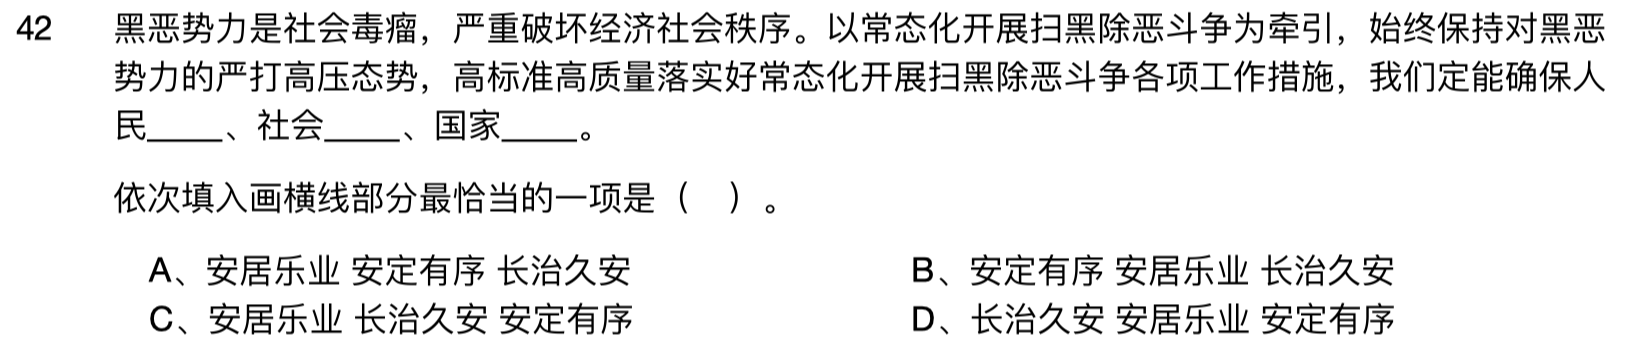 42 黑恶势力是社会毒瘤，严重破坏经济社会秩序。以常态化开展扫黑除恶斗争为牵引，始终保持对黑恶
势力的严打高压态势，高标准高质量落实好常态化开展扫黑除恶斗争各项工作措施，我们定能确保人
民____、社会____、国家____。
依次填入画横线部分最恰当的一项是（ ）。
A、安居乐业 安定有序 长治久安 B、安定有序 安居乐业 长治久安
C、安居乐业 长治久安 安定有序 D、长治久安 安居乐业 安定有序